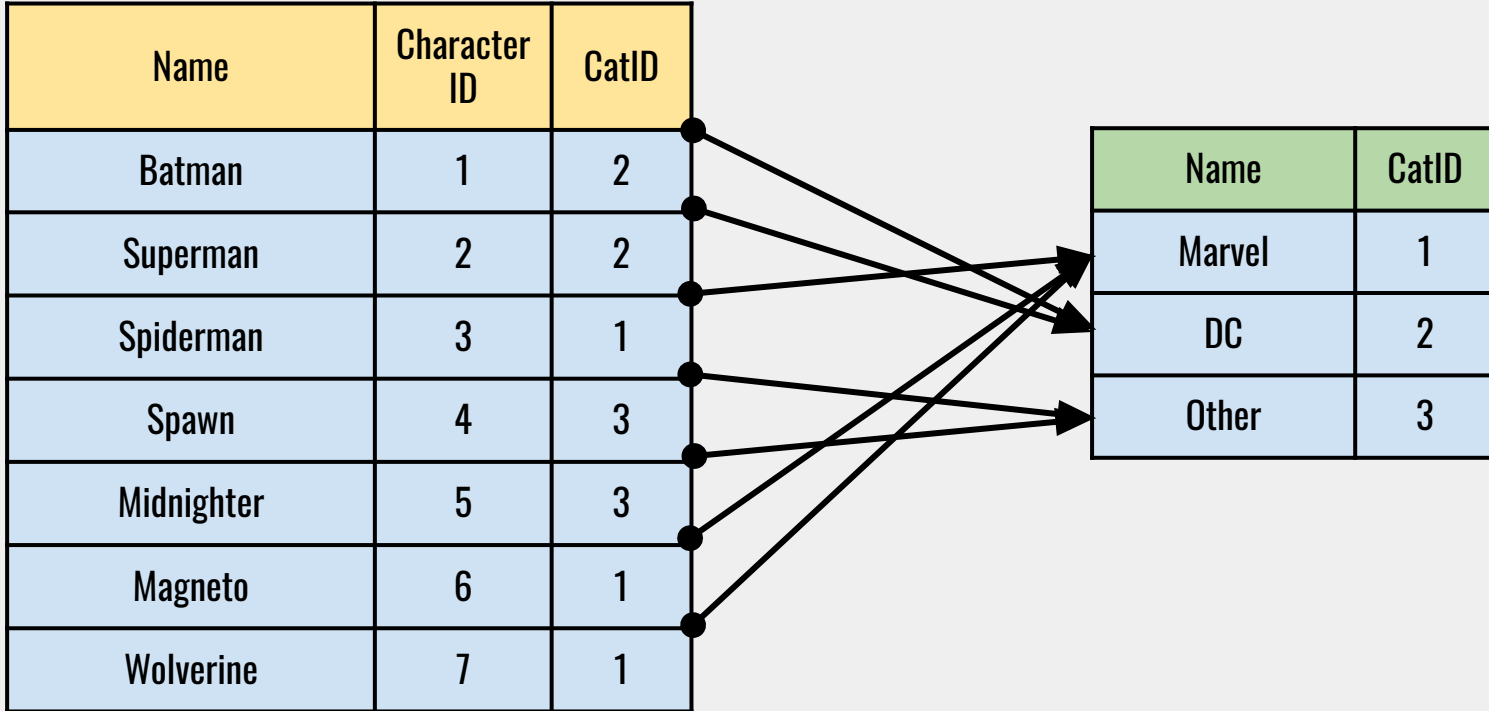 Name Character ID CatID
Batman 1 2
Superman 2 2
Spiderman 3 1
Spawn 4 3
Midnighter 5 3
Magneto 6 1
Wolverine 7 1
Name CatID
Marvel 1
DC 2
Other 3